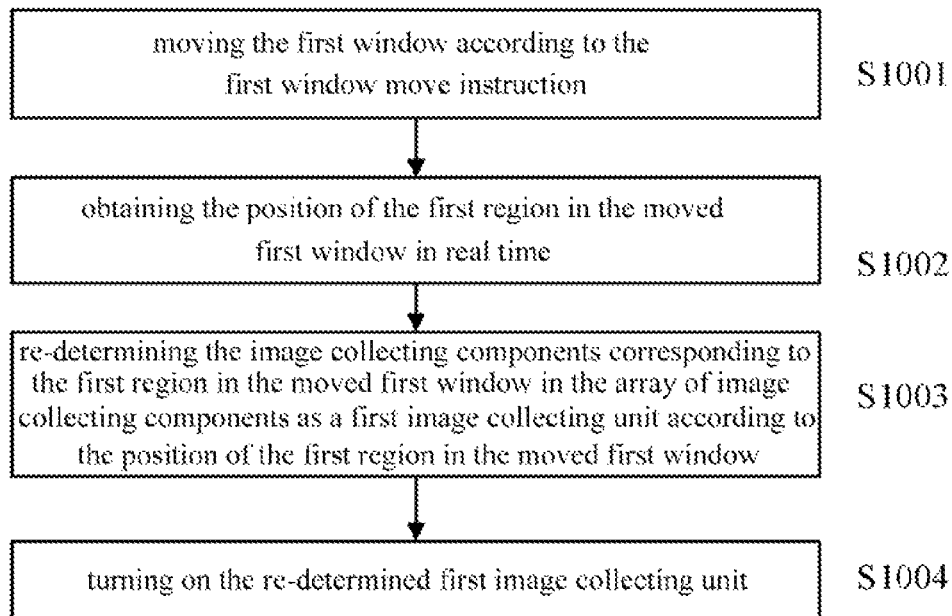 moving the first window according to the
first window move instruction
S1001
obtaining the position of the first region in the moved
first window in real time
S1002
re-determining the image collecting components corresponding to
the first region in the moved first window in the array of image
collecting components as a first image collecting unit according to
the position of the first region in the moved first window
S1003
turning on the re-determined first image collecting unit
S1004